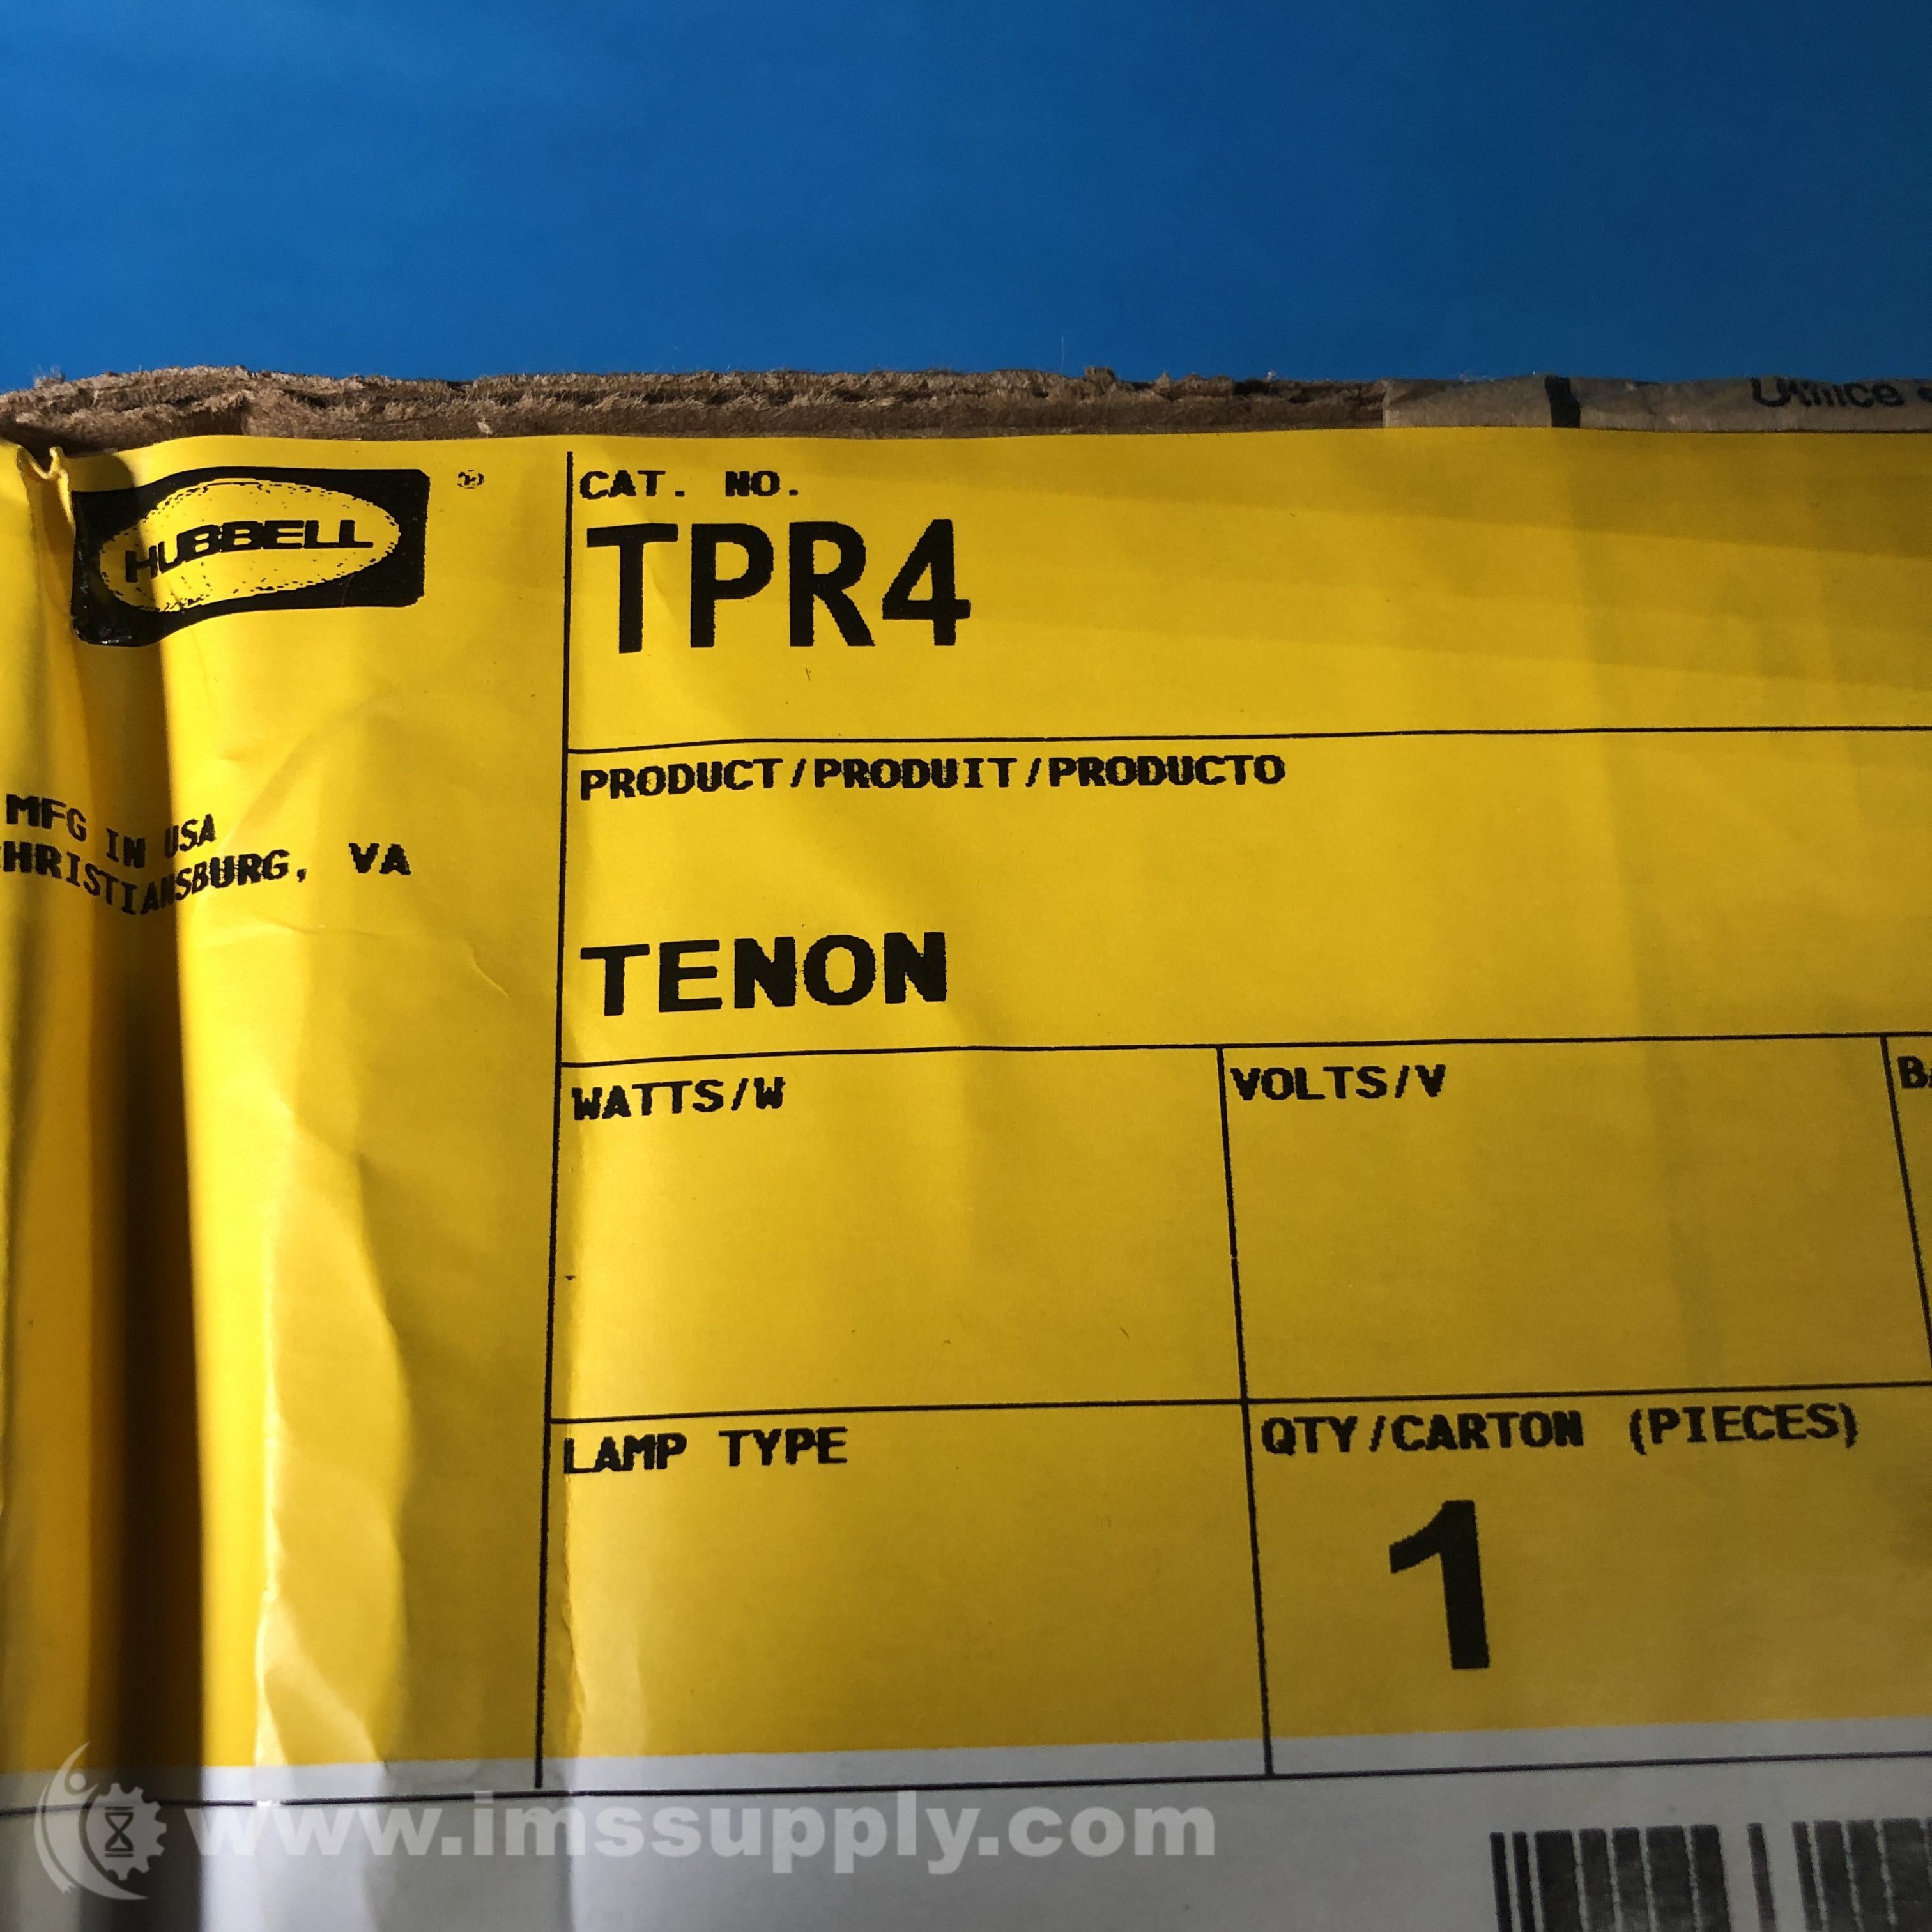 HUBBELL ®
CAT. NO.
TPR4
MFG IN USA
HRISTIANSBURG, VA
PRODUCT/PRODUIT/PRODUCTO
TENON
WATTS/W
VOLTS/V
LAMP TYPE
QTY/CARTON (PIECES)
1
www.imssupply.com